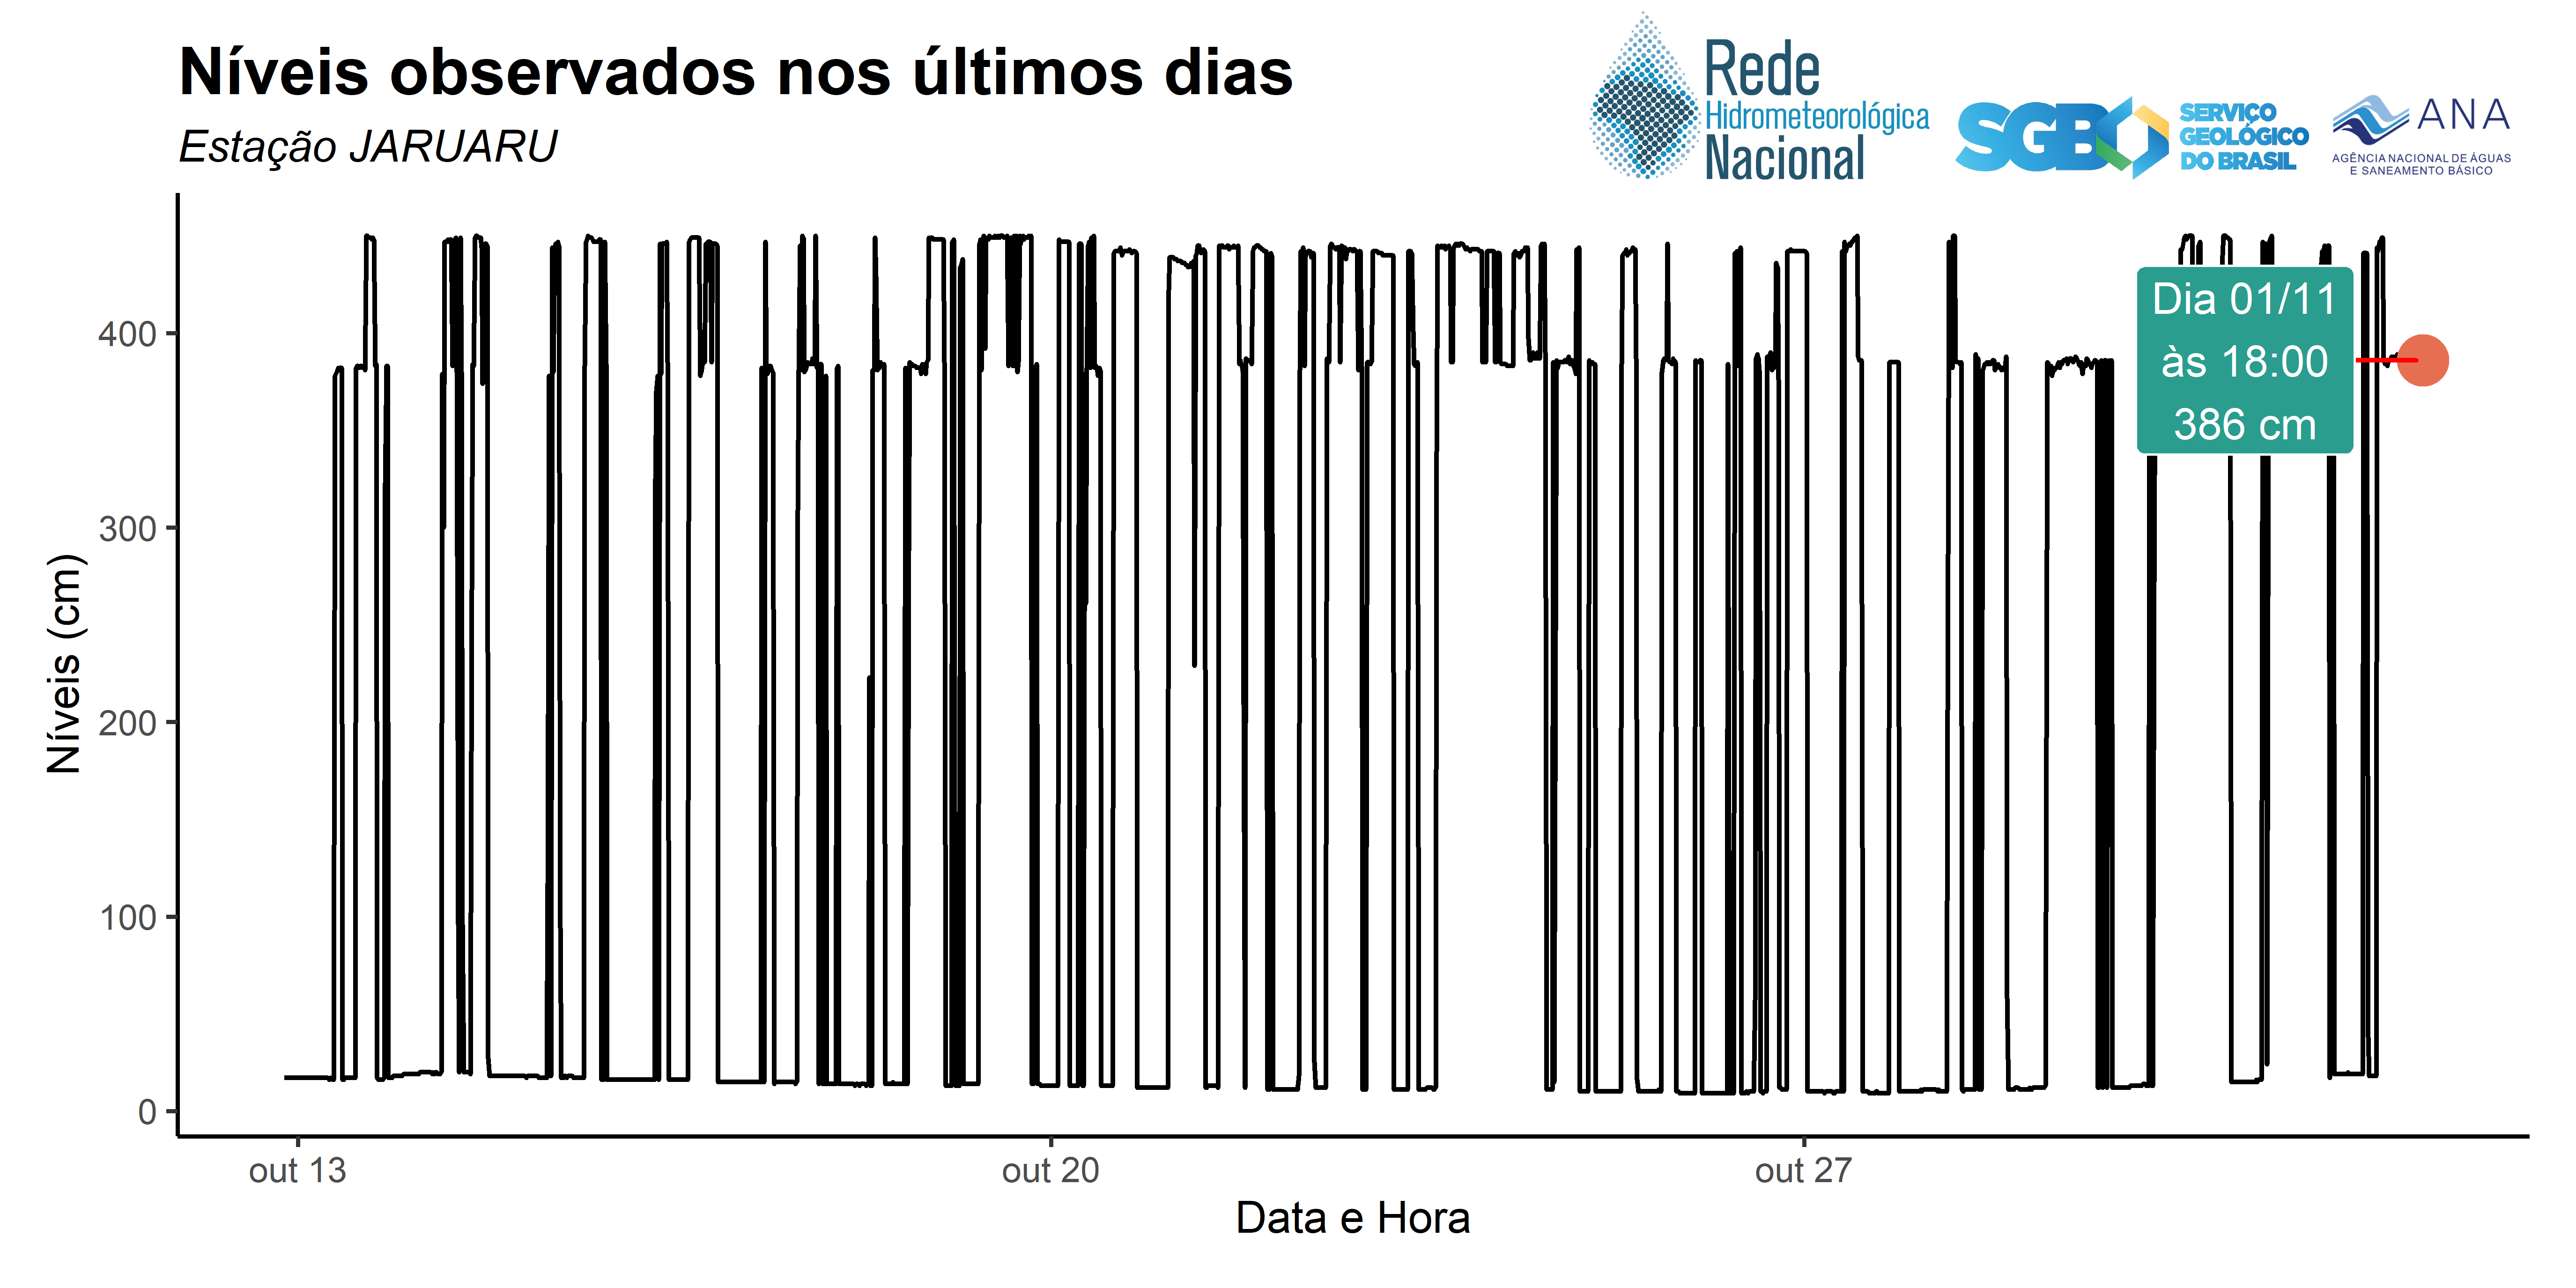 Níveis observados nos últimos dias
Estação JARUARU
Rede
Hidrometeorológica
Nacional
SGB
SERVIÇO
GEOLÓGICO
DO BRASIL
ANA
AGÊNCIA NACIONAL DE ÁGUAS
E SANEAMENTO BÁSICO
Níveis (cm)
400
300
200
100
0
Dia 01/11
às 18:00
386 cm
out 13
out 20
out 27
Data e Hora